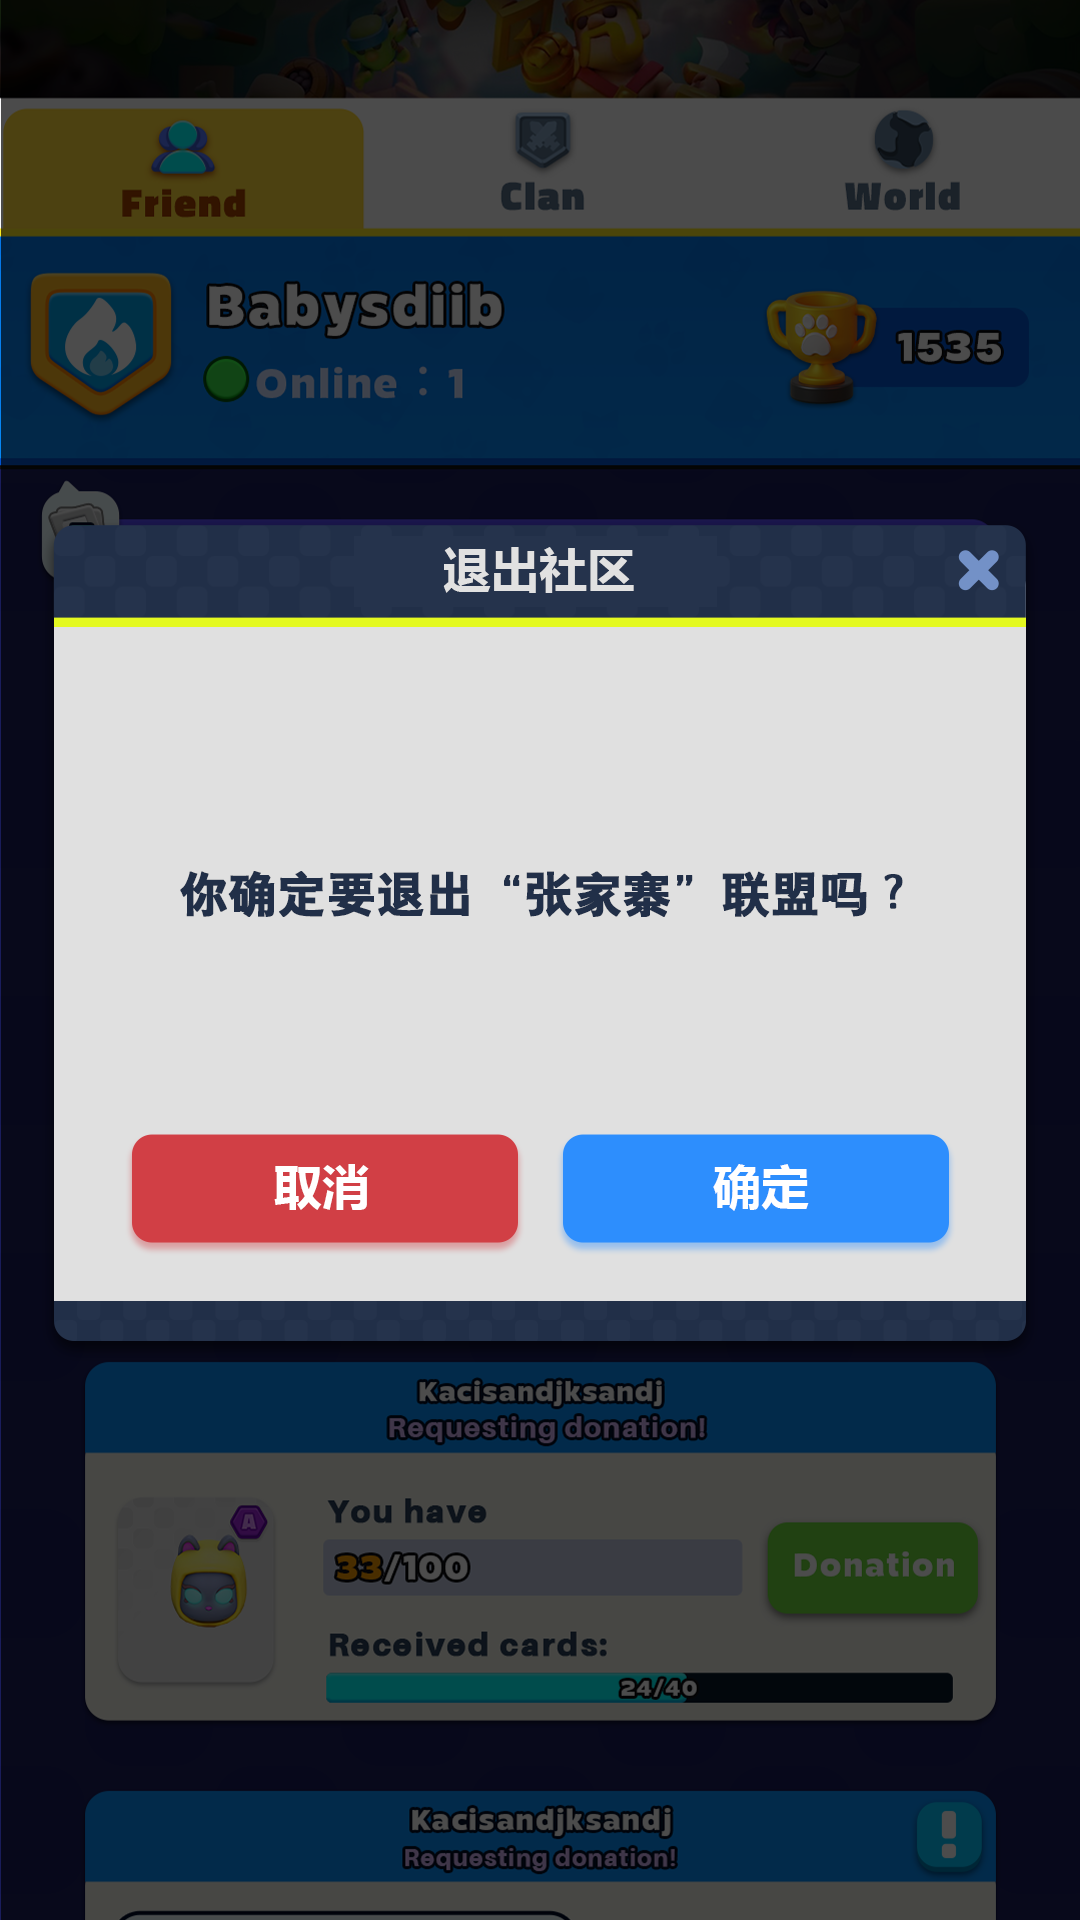 Friend
Clan
World
Babysdiib
Online：1
1535
退出社区
你确定要退出“张家寨”联盟吗？
取消
确定
Kacisandjksandj
Requesting donation!
A
You have
33/100
Donation
Received cards:
24/40
Kacisandjksandj
!
Requesting donation!